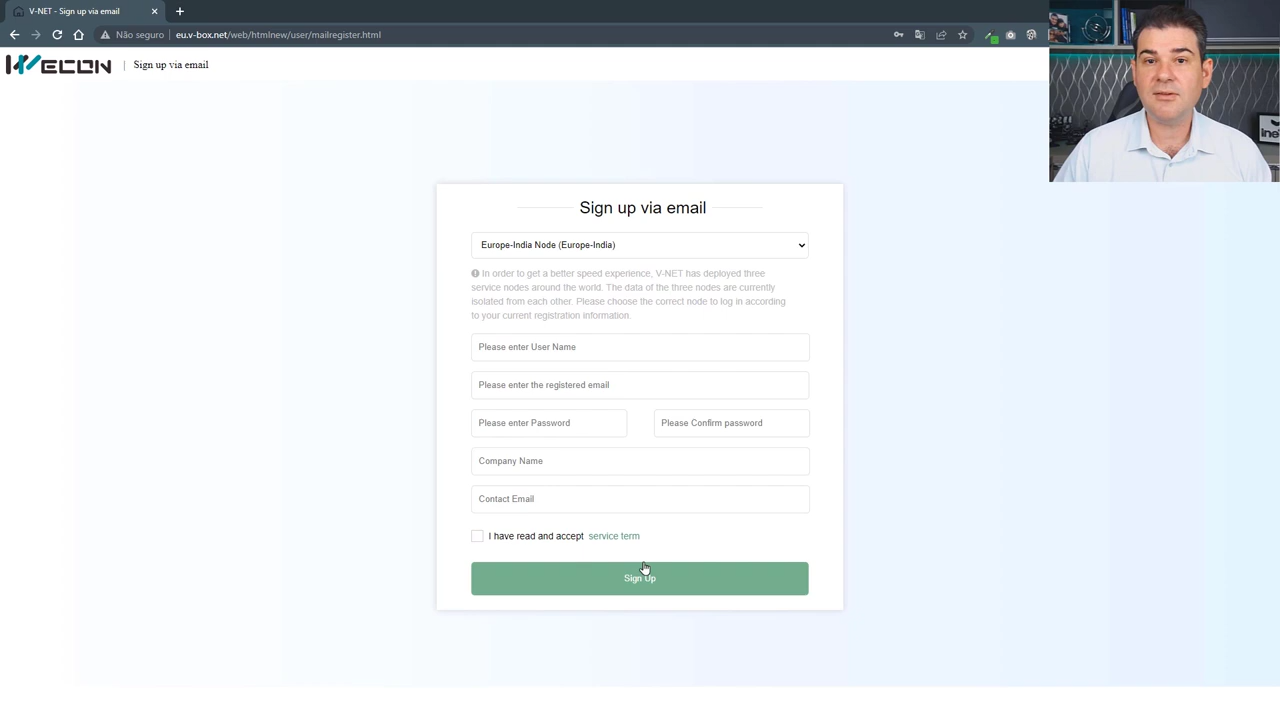 V-NET - Sign up via email
Não seguro
eu.v-box.net/web/htmlnew/user/mailregister.html
WECON
Sign up via email
Sign up via email
Europe-India Node (Europe-India)
In order to get a better speed experience, V-NET has deployed three
service nodes around the world. The data of the three nodes are currently
isolated from each other. Please choose the correct node to log in according
to your current registration information.
Please enter User Name
Please enter the registered email
Please enter Password
Please Confirm password
Company Name
Contact Email
I have read and accept service term
Sign Up